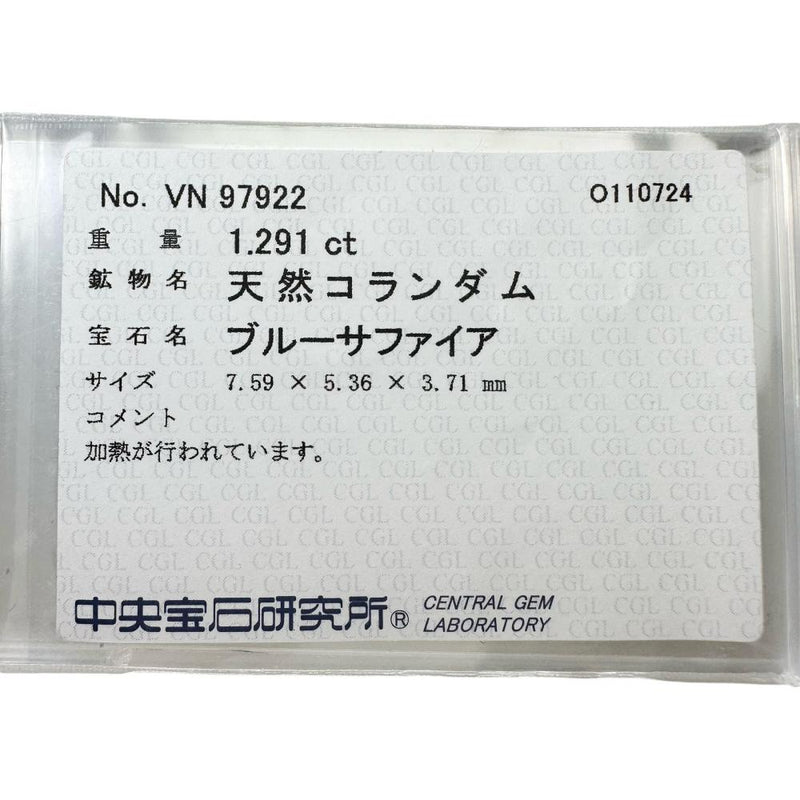 No. VN 97922 O110724
重量 1.291 ct
鉱物名 天然コランダム
宝石名 ブルーサファイア
サイズ 7.59 × 5.36 × 3.71 mm
コメント
加熱が行われています。
中央宝石研究所® CENTRAL GEM
LABORATORY